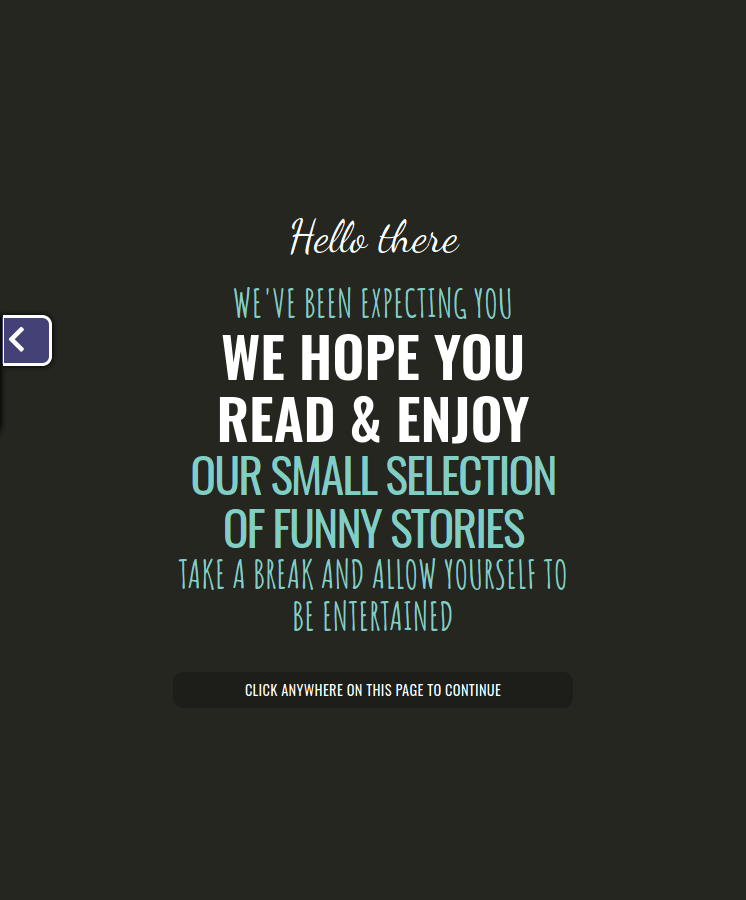 Hello there
WE'VE BEEN EXPECTING YOU
WE HOPE YOU
READ & ENJOY
OUR SMALL SELECTION
OF FUNNY STORIES
TAKE A BREAK AND ALLOW YOURSELF TO
BE ENTERTAINED
CLICK ANYWHERE ON THIS PAGE TO CONTINUE